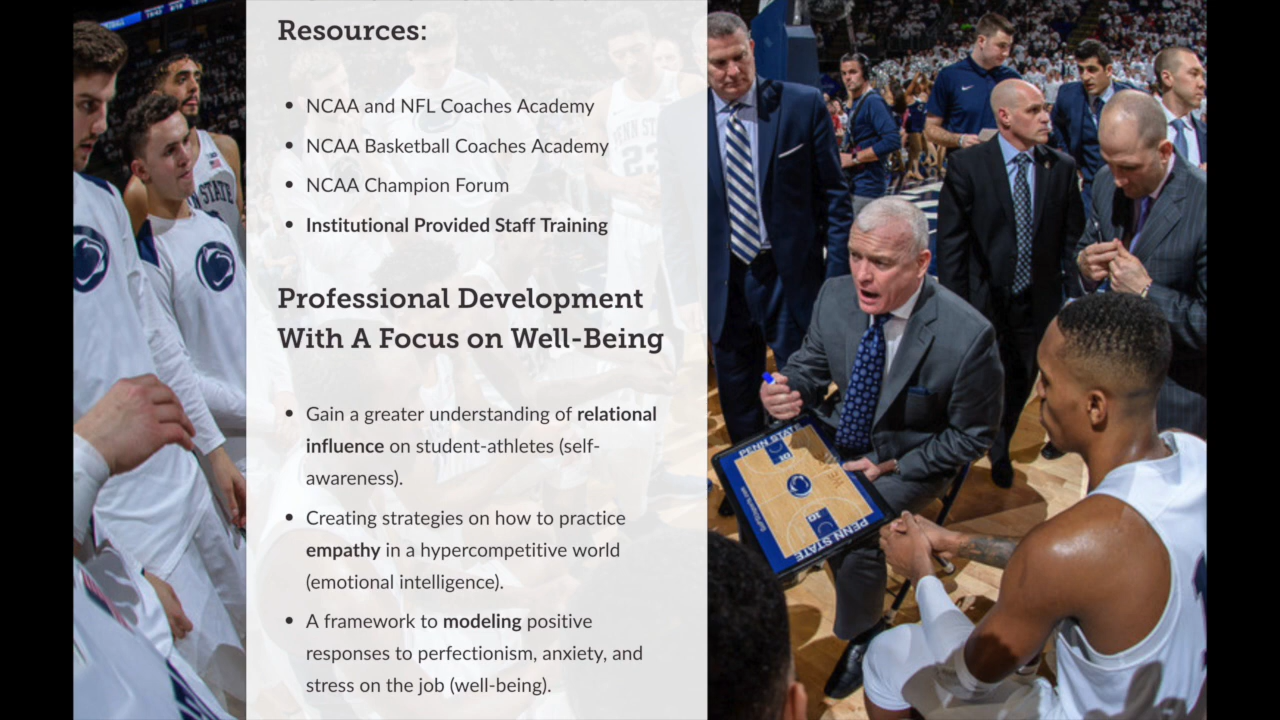 Resources:
NCAA and NFL Coaches Academy
NCAA Basketball Coaches Academy
NCAA Champion Forum
Institutional Provided Staff Training
Professional Development
With A Focus on Well-Being
Gain a greater understanding of relational
influence on student-athletes (self-
awareness).
Creating strategies on how to practice
empathy in a hypercompetitive world
(emotional intelligence).
A framework to modeling positive
responses to perfectionism, anxiety, and
stress on the job (well-being).
STATE
PENN STATE
PENN STATE